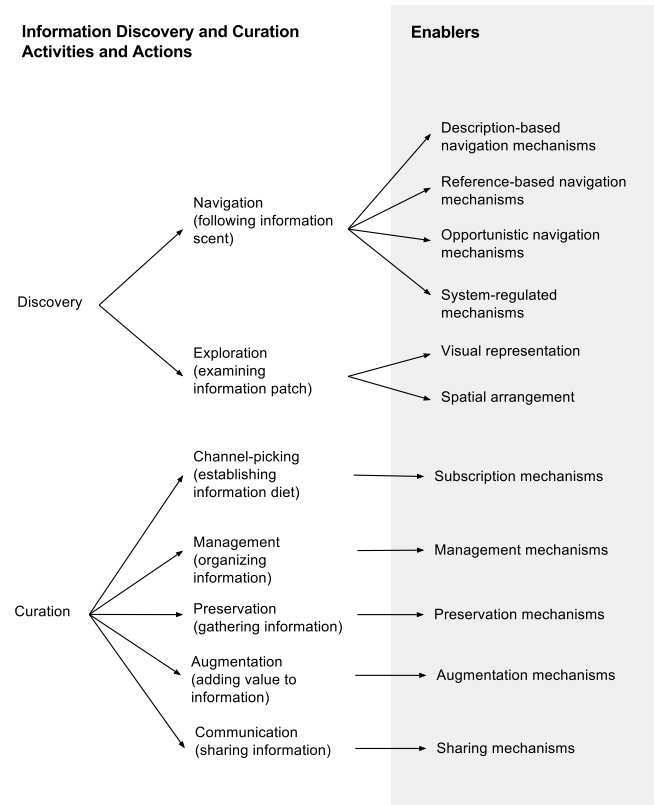 Information Discovery and Curation
Activities and Actions
Enablers
Description-based
navigation mechanisms
Navigation
(following information
scent)
Reference-based navigation
mechanisms
Opportunistic navigation
mechanisms
System-regulated
mechanisms
Discovery
Exploration
(examining
information patch)
Visual representation
Spatial arrangement
Channel-picking
(establishing
information diet)
Subscription mechanisms
Management
(organizing
information)
Management mechanisms
Curation
Preservation
(gathering information)
Preservation mechanisms
Augmentation
(adding value to
information)
Augmentation mechanisms
Communication
(sharing information)
Sharing mechanisms